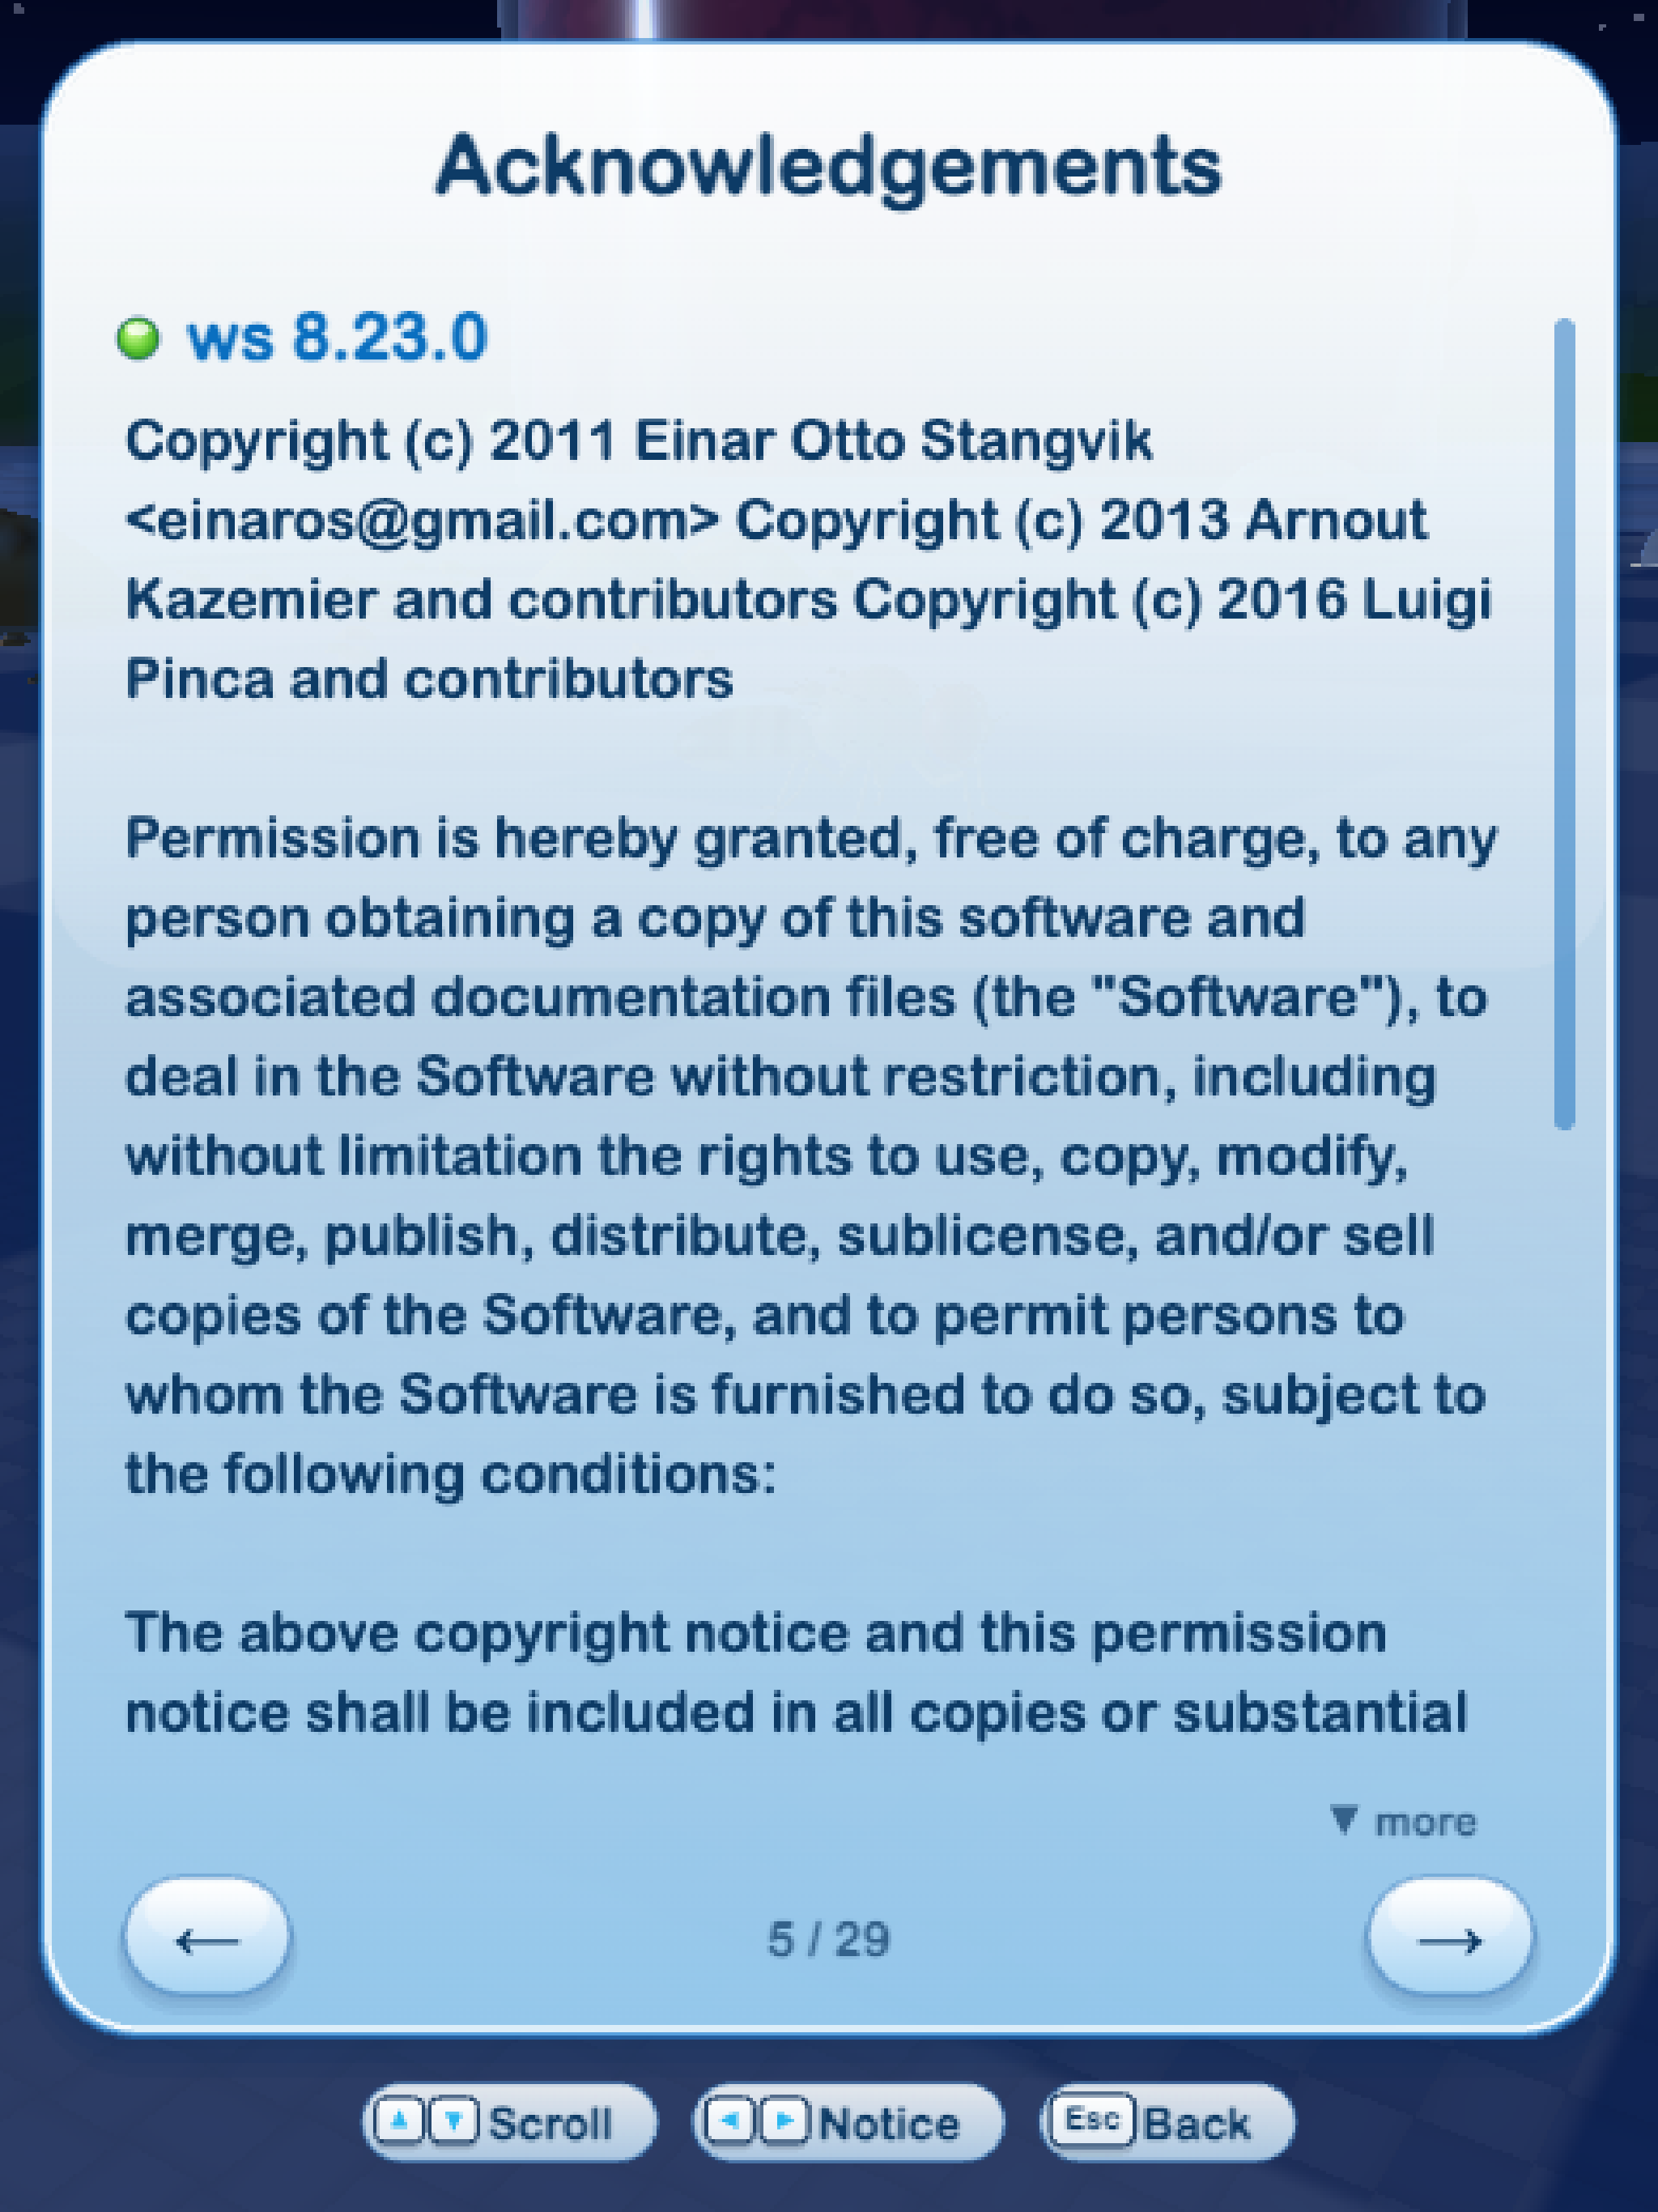 Acknowledgements
ws 8.23.0
Copyright (c) 2011 Einar Otto Stangvik
<einaros@gmail.com> Copyright (c) 2013 Arnout
Kazemier and contributors Copyright (c) 2016 Luigi
Pinca and contributors
Permission is hereby granted, free of charge, to any
person obtaining a copy of this software and
associated documentation files (the "Software"), to
deal in the Software without restriction, including
without limitation the rights to use, copy, modify,
merge, publish, distribute, sublicense, and/or sell
copies of the Software, and to permit persons to
whom the Software is furnished to do so, subject to
the following conditions:
The above copyright notice and this permission
notice shall be included in all copies or substantial
▼ more
← 5 / 29 →
▲ ▼ Scroll ◄ ► Notice Esc Back